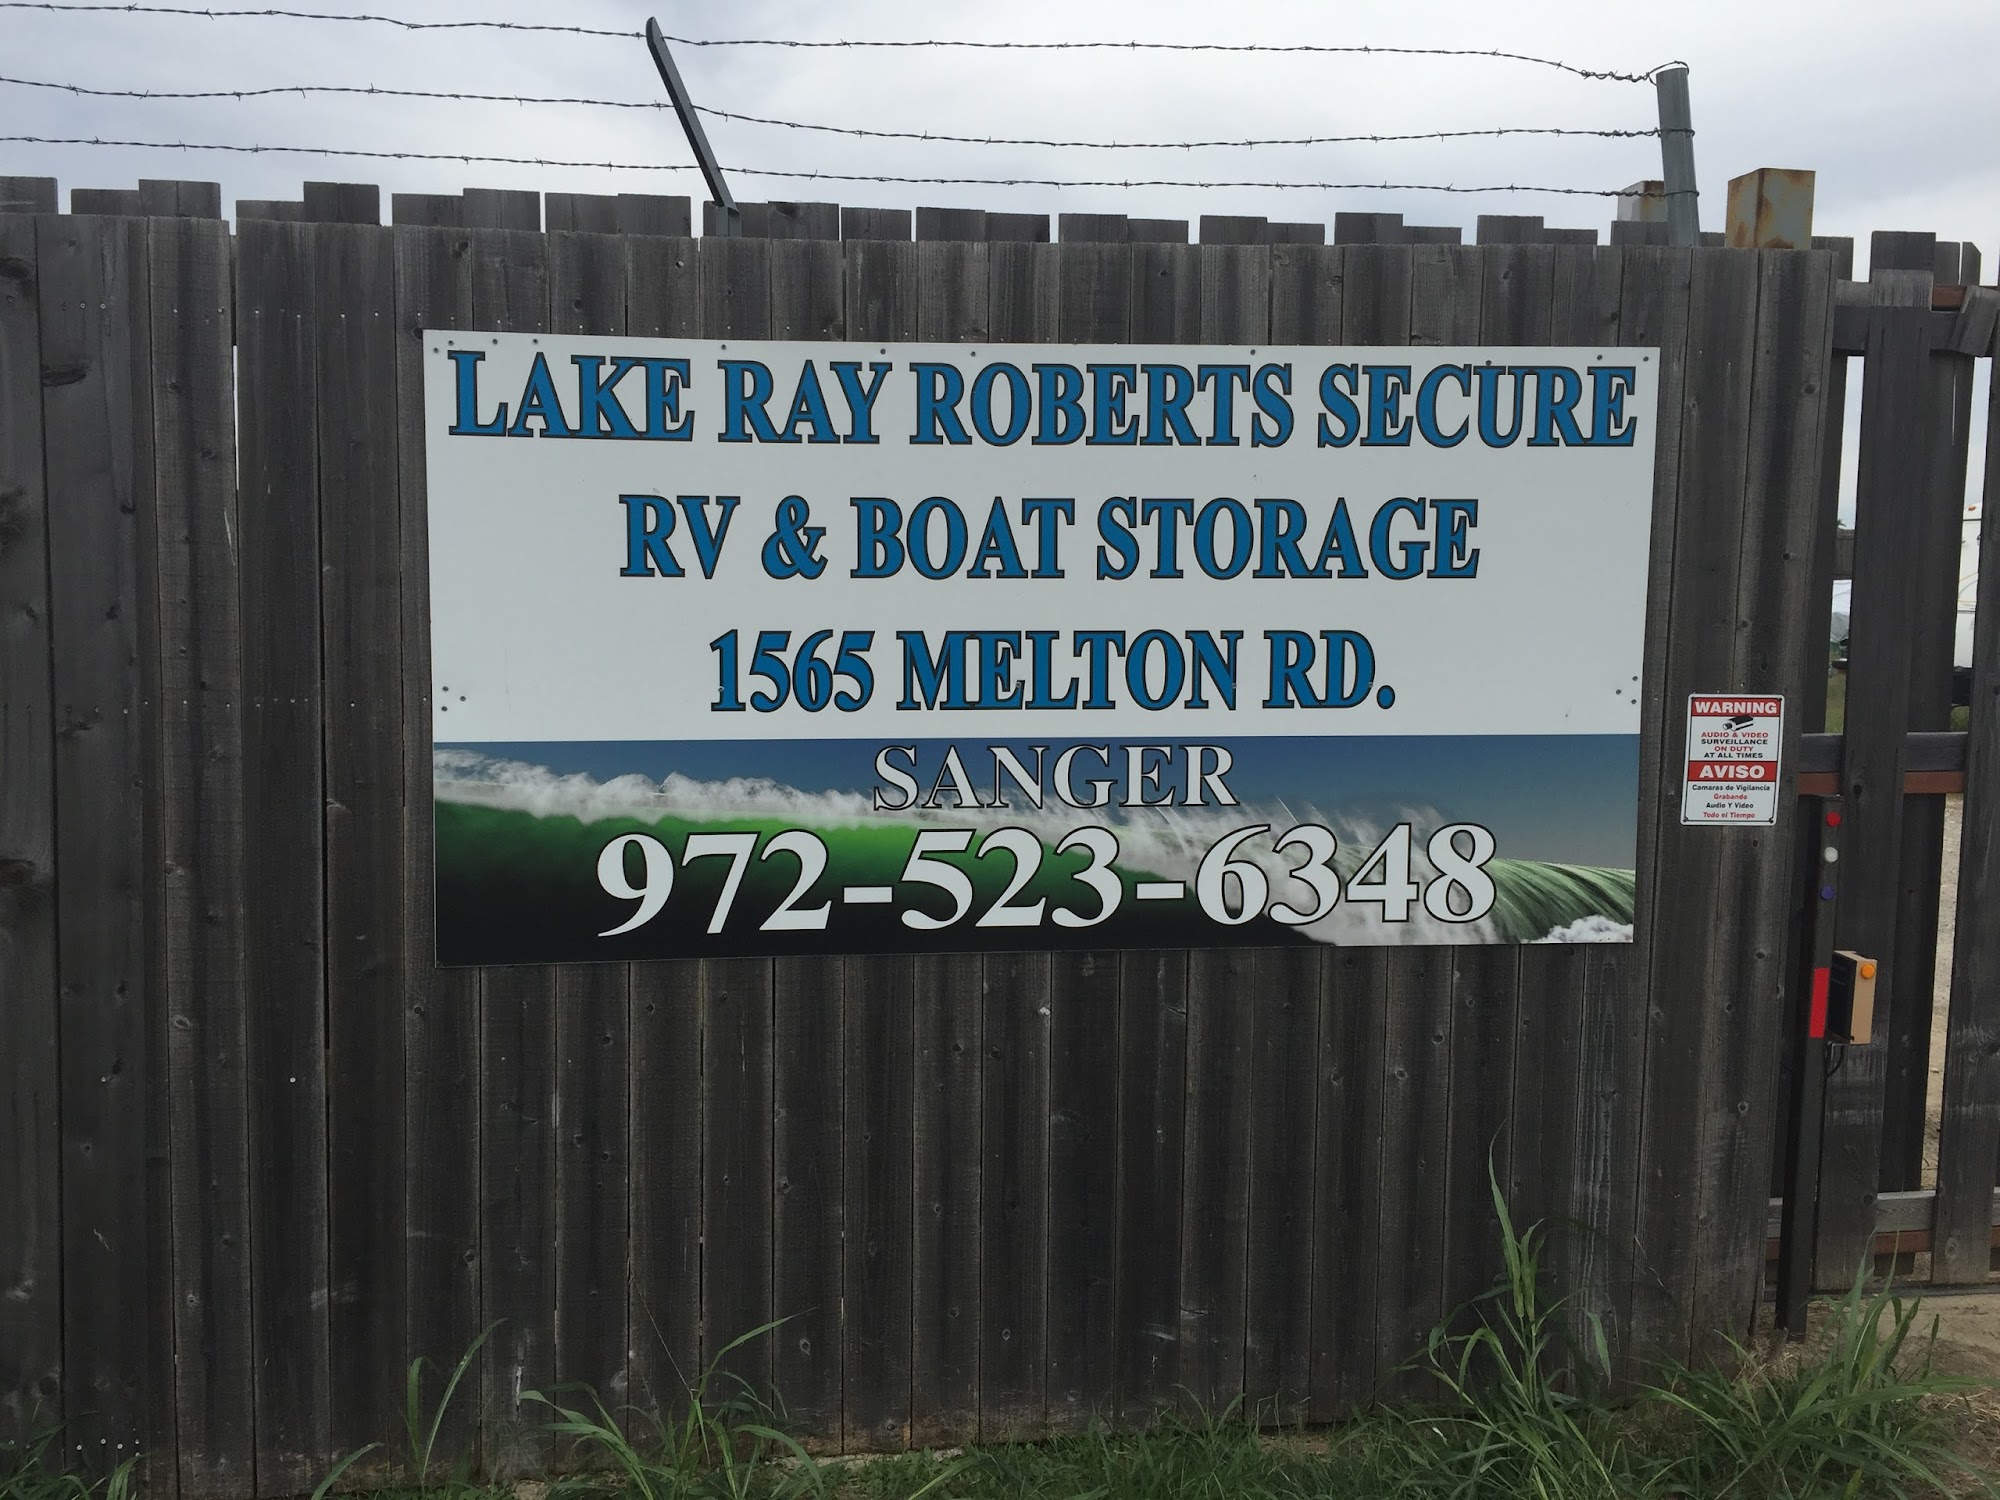 LAKE RAY ROBERTS SECURE
RV & BOAT STORAGE
1565 MELTON RD.
SANGER
972-523-6348
WARNING
AUDIO & VIDEO
SURVEILLANCE
ON DUTY
AT ALL TIMES
AVISO
Camaras de Vigilancia
Grabando
Audio Y Video
Todo el Tiempo